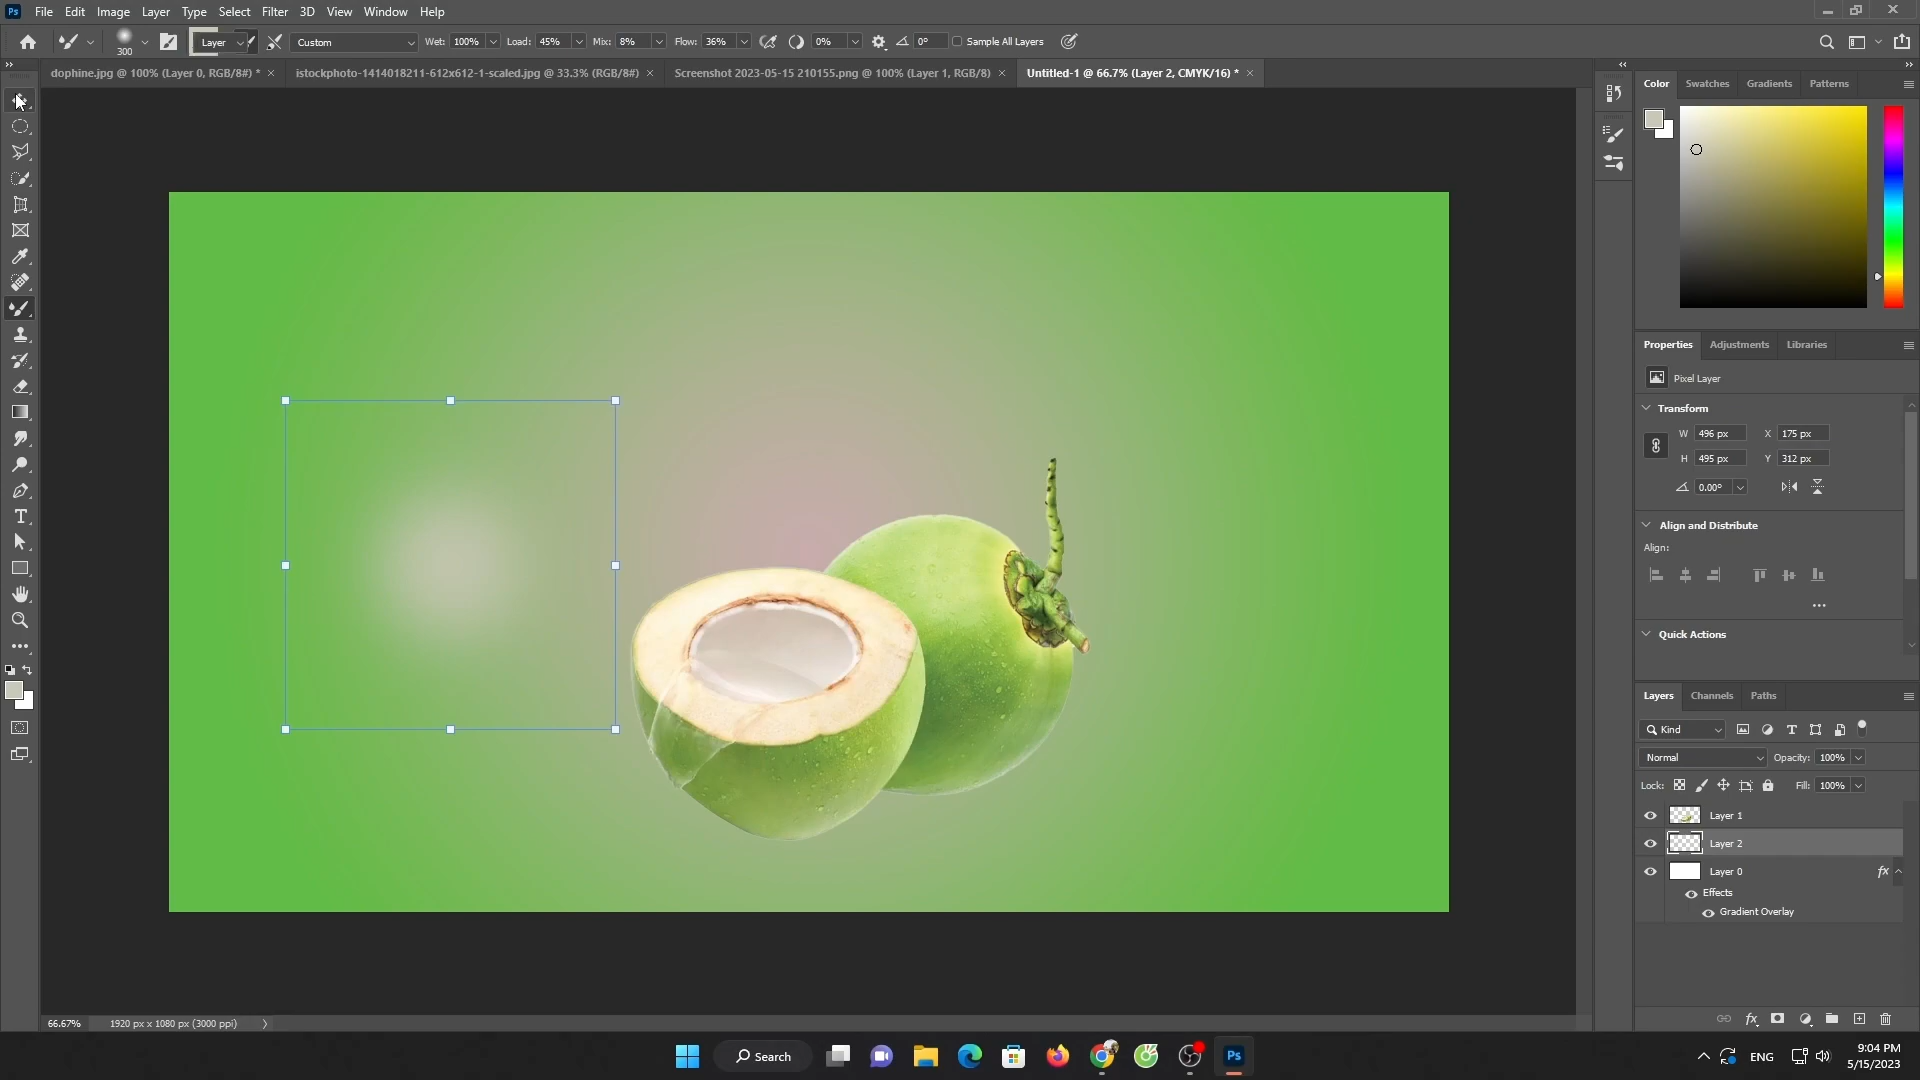 Ps File Edit Image Layer Type Select Filter 3D View Window Help
300 Layer Custom Wet: 100% Load: 45% Mix: 8% Flow: 36% 0% 0° Sample All Layers
dophine.jpg @ 100% (Layer 0, RGB/8#) * × istockphoto-1414018211-612x612-1-scaled.jpg @ 33.3% (RGB/8#) × Screenshot 2023-05-15 210155.png @ 100% (Layer 1, RGB/8) × Untitled-1 @ 66.7% (Layer 2, CMYK/16) * ×
Color Swatches Gradients Patterns
Properties Adjustments Libraries
Pixel Layer
Transform
W 496 px X 175 px
H 495 px Y 312 px
0.00°
Align and Distribute
Align:
Quick Actions
Layers Channels Paths
Kind
Normal Opacity: 100%
Lock: Fill: 100%
Layer 1
Layer 2
Layer 0 fx
Effects
Gradient Overlay
fx
66.67% 1920 px x 1080 px (3000 ppi)
Search Ps ENG 9:04 PM
5/15/2023